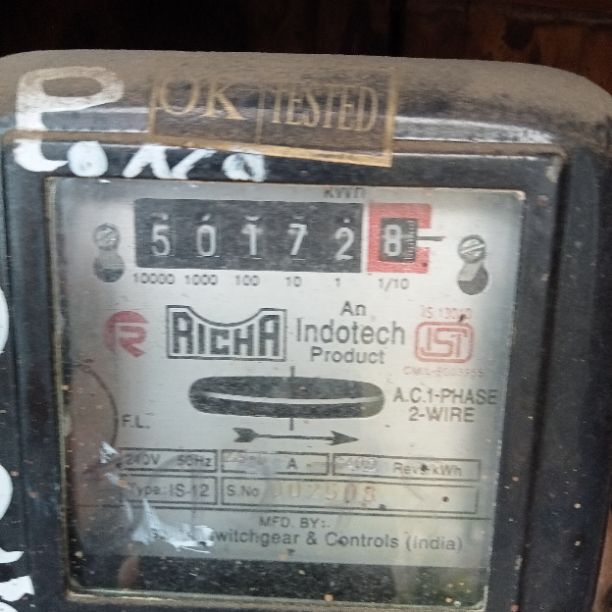 OK TESTED
KWh
5 0 1 7 2 8
10000 1000 100 10 1 1/10
RICHA
An
Indotech
Product
ISI
A.C.1-PHASE
2-WIRE
F.L.
240V 50Hz A Revs kWh
Type: IS-12 S.No
MFD. BY:-
Switchgear & Controls (India)